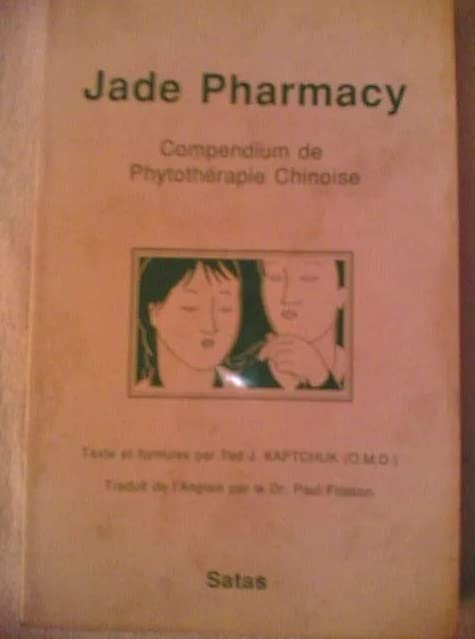 Jade Pharmacy
Compendium de
Phytothérapie Chinoise
Texte et formules par Ted J. KAPTCHUK (O.M.D.)
Traduit de l'Anglais par le Dr. Paul
Satas